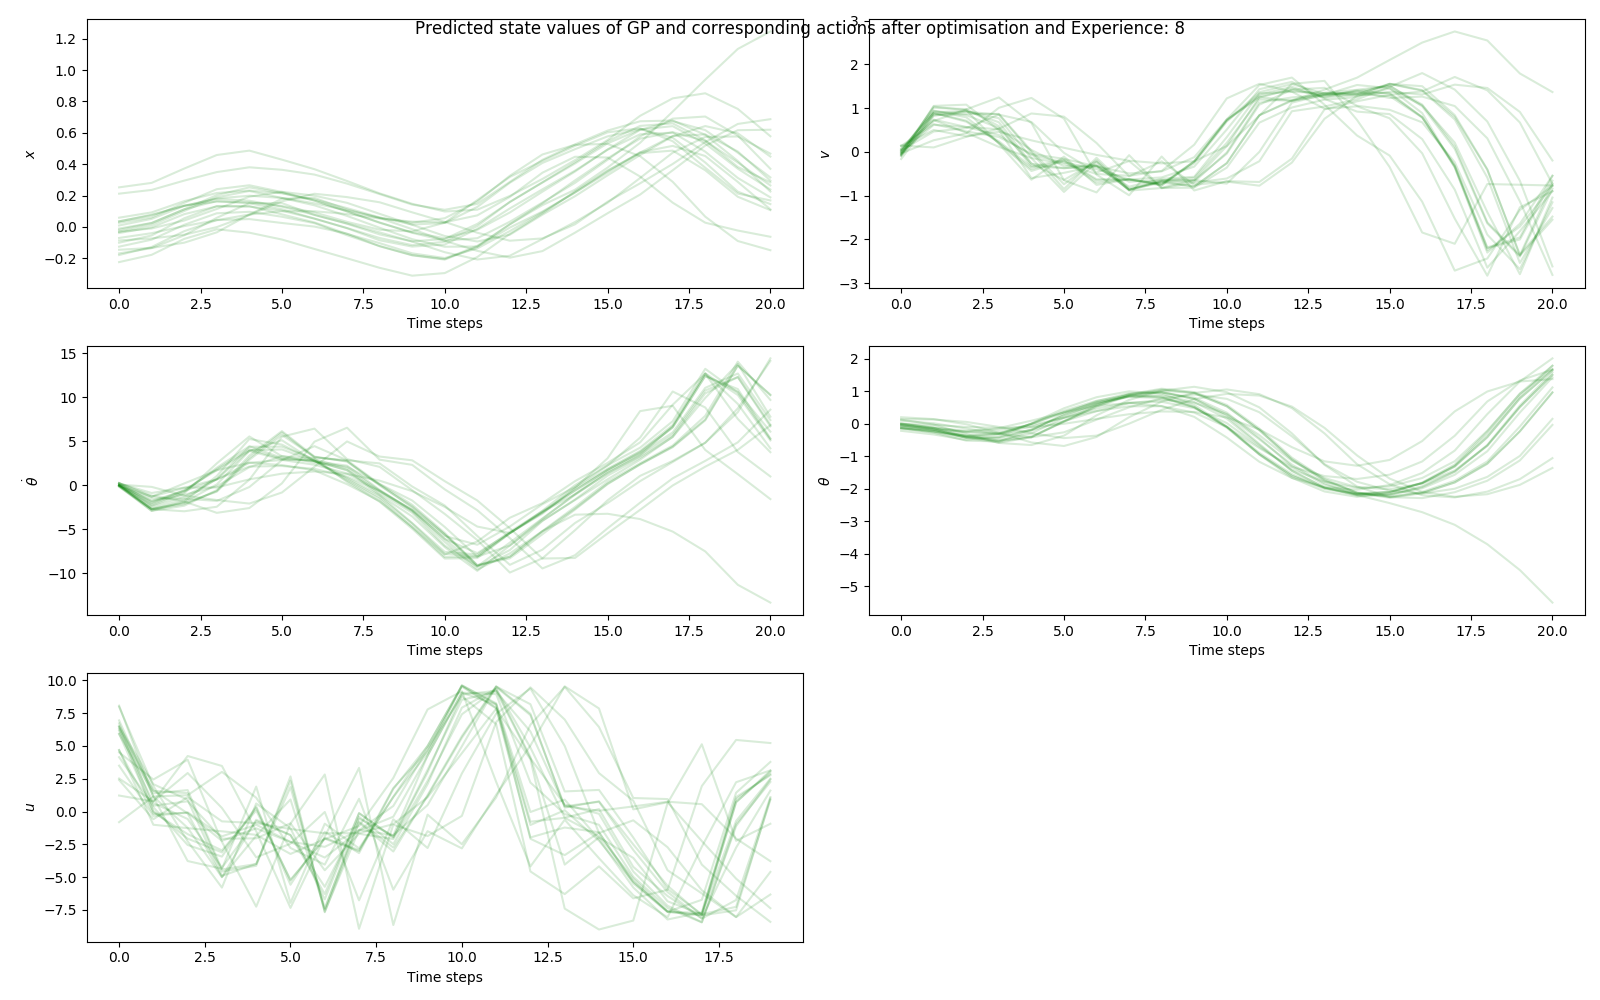 Predicted state values of GP and corresponding actions after optimisation and Experience: 8
1.2
1.0
0.8
0.6
0.4
0.2
0.0
−0.2
x
0.0 2.5 5.0 7.5 10.0 12.5 15.0 17.5 20.0
Time steps
3
2
1
0
−1
−2
−3
v
0.0 2.5 5.0 7.5 10.0 12.5 15.0 17.5 20.0
Time steps
15
10
5
0
−5
−10
θ̇
0.0 2.5 5.0 7.5 10.0 12.5 15.0 17.5 20.0
Time steps
2
1
0
−1
−2
−3
−4
−5
θ
0.0 2.5 5.0 7.5 10.0 12.5 15.0 17.5 20.0
Time steps
10.0
7.5
5.0
2.5
0.0
−2.5
−5.0
−7.5
u
0.0 2.5 5.0 7.5 10.0 12.5 15.0 17.5
Time steps